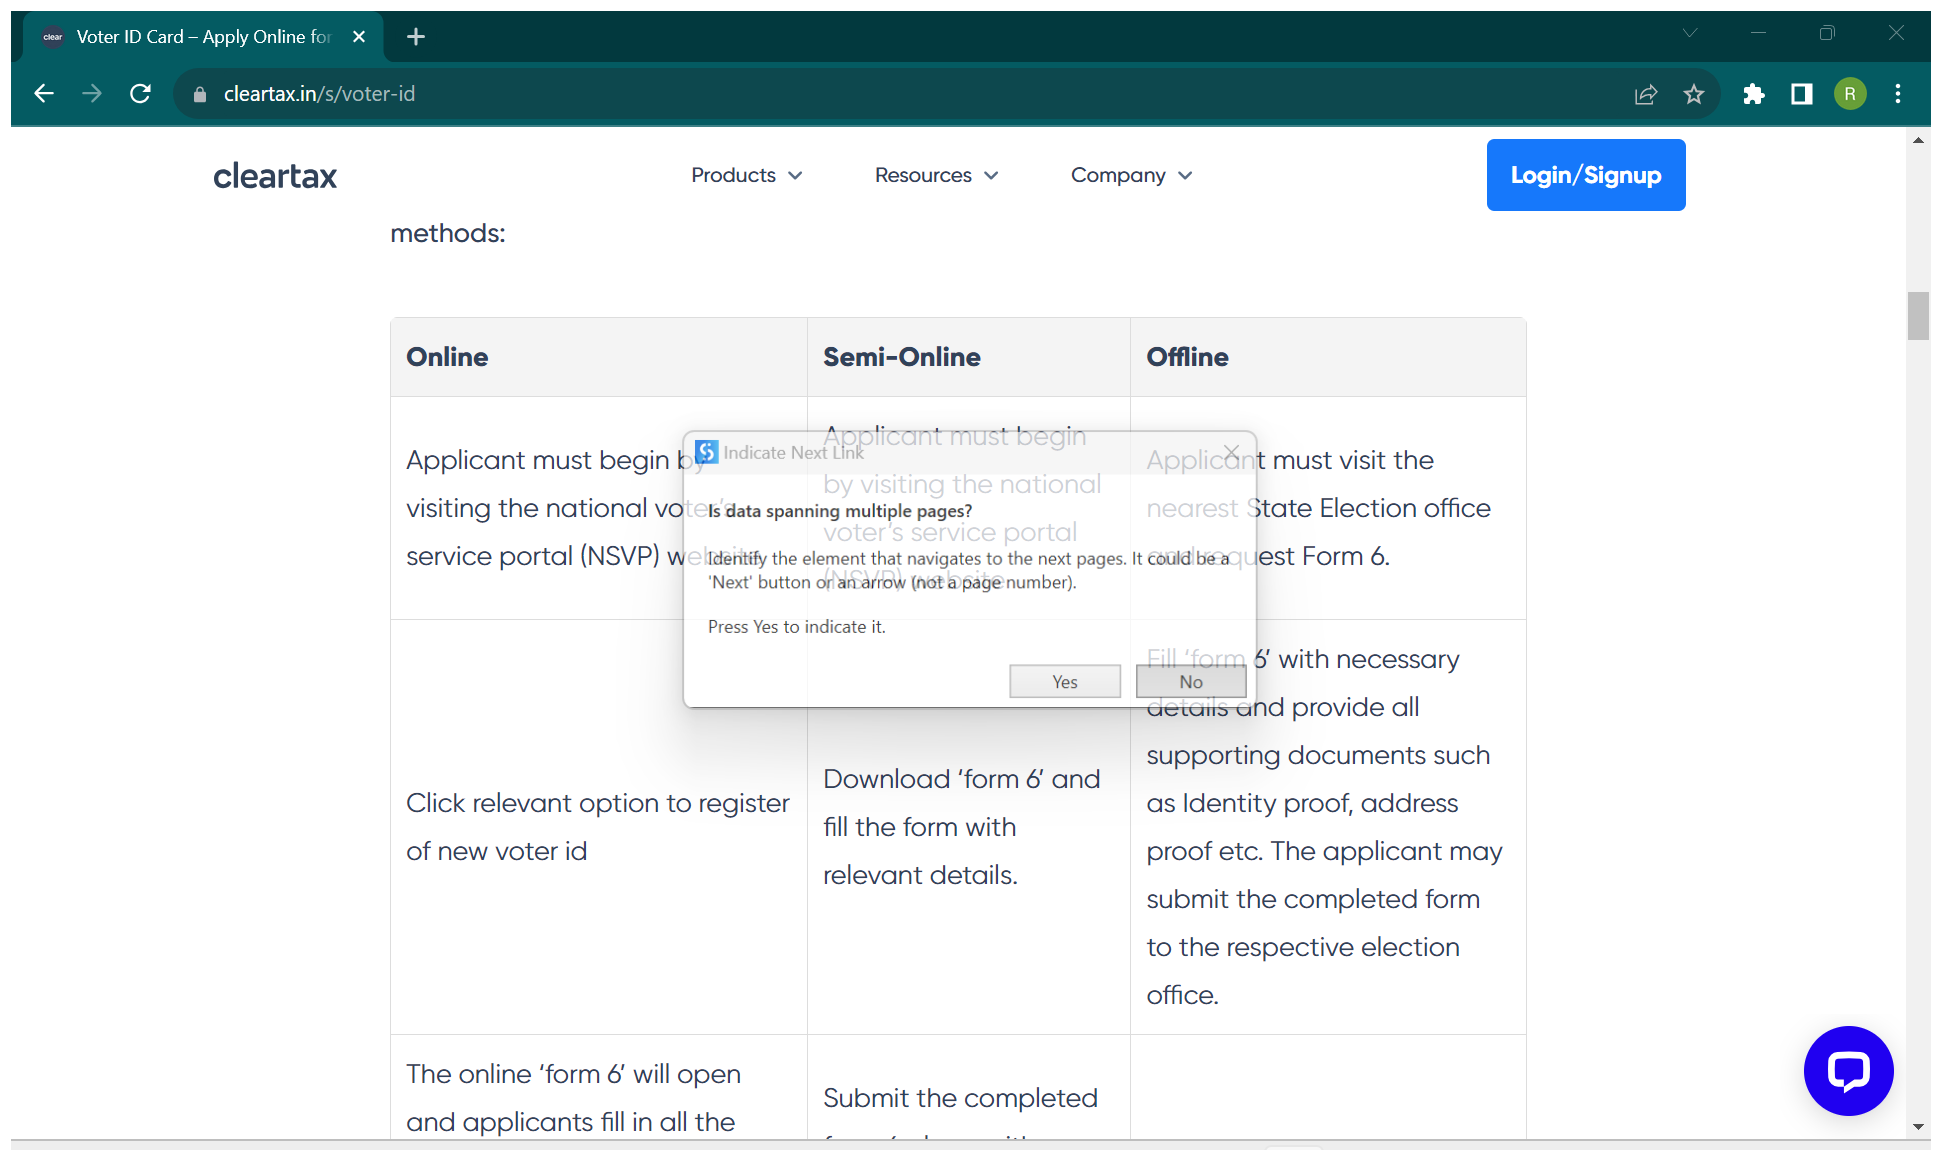 clear Voter ID Card – Apply Online for
cleartax.in/s/voter-id
R
cleartax
Products
Resources
Company
Login/Signup
methods:
Online
Semi-Online
Offline
Applicant must begin by
visiting the national voter's
service portal (NSVP) website
Applicant must begin
by visiting the national
voter's service portal
(NSVP) website
Applicant must visit the
nearest State Election office
and request Form 6.
Indicate Next Link
Is data spanning multiple pages?
Identify the element that navigates to the next pages. It could be a
'Next' button or an arrow (not a page number).
Press Yes to indicate it.
Yes
No
Click relevant option to register
of new voter id
Download ‘form 6’ and
fill the form with
relevant details.
Fill ‘form 6’ with necessary
details and provide all
supporting documents such
as Identity proof, address
proof etc. The applicant may
submit the completed form
to the respective election
office.
The online ‘form 6’ will open
and applicants fill in all the
Submit the completed